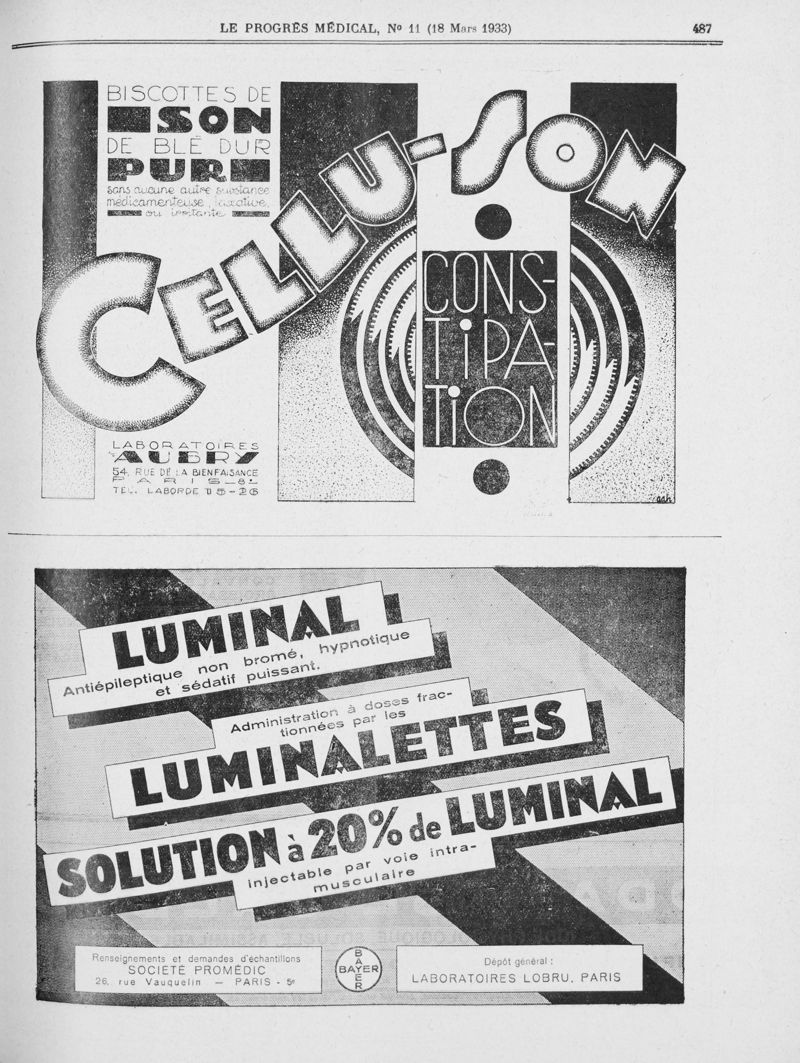 LE PROGRÈS MÉDICAL, No 11 (18 Mars 1933)
487
BISCOTTES DE
SON
DE BLÉ DUR
PUR
sans aucune autre substance
médicamenteuse, laxative,
ou irritante
CELLU-SON
CONS-
TiPA-
TiON
LABORATOIRES
AUBRY
54, RUE DE LA BIENFAISANCE
PARIS-8e
TÉL. LABORDE 15-26
LUMINAL
Antiépileptique non bromé, hypnotique
et sédatif puissant.
Administration à doses frac-
tionnées par les
LUMINALETTES
SOLUTION à 20% de LUMINAL
injectable par voie intra-
musculaire
Renseignements et demandes d'échantillons
SOCIÉTÉ PROMÉDIC
26, rue Vauquelin — PARIS - 5e
BAYER
BAYER
Dépôt général :
LABORATOIRES LOBRU, PARIS